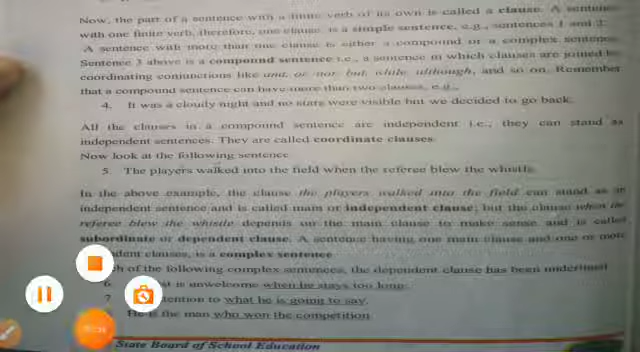 Now, the part of a sentence with a finite verb of its own is called a clause. A sentence
with one finite verb, therefore, one clause, is a simple sentence, e.g., sentences 1 and 2.
A sentence with more than one clause is either a compound or a complex sentence.
Sentence 3 above is a compound sentence i.e., a sentence in which clauses are joined by
coordinating conjunctions like and, or, nor, but, while, although, and so on. Remember
that a compound sentence can have more than two clauses, e.g.,
4. It was a cloudy night and no stars were visible but we decided to go back.
All the clauses in a compound sentence are independent i.e., they can stand as
independent sentences. They are called coordinate clauses.
Now look at the following sentence
5. The players walked into the field when the referee blew the whistle.
In the above example, the clause the players walked into the field can stand as an
independent sentence and is called main or independent clause; but the clause when the
referee blew the whistle depends on the main clause to make sense and is called
subordinate or dependent clause. A sentence having one main clause and one or more
clauses, is a complex sentence
of the following complex sentences, the dependent clause has been underlined
6. is unwelcome when he stays too long.
7. to what he is going to say.
He is the man who won the competition.
State Board of School Education